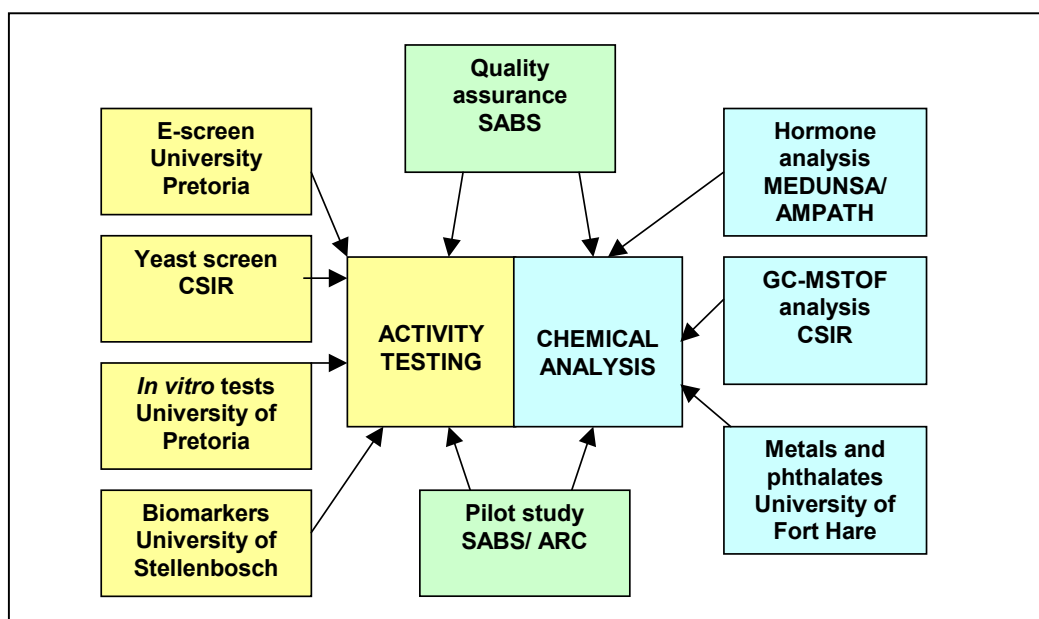 Quality
assurance
SABS
E-screen
University
Pretoria
Yeast screen
CSIR
In vitro tests
University of
Pretoria
Biomarkers
University of
Stellenbosch
ACTIVITY
TESTING
CHEMICAL
ANALYSIS
Pilot study
SABS/ ARC
Hormone
analysis
MEDUNSA/
AMPATH
GC-MSTOF
analysis
CSIR
Metals and
phthalates
University of
Fort Hare